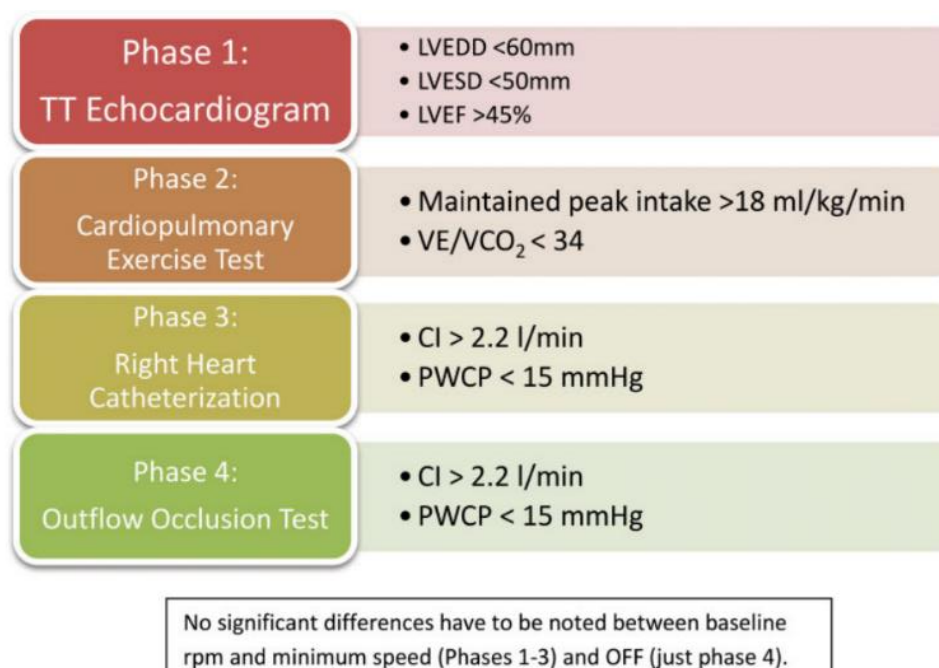 Phase 1:
TT Echocardiogram
• LVEDD <60mm
• LVESD <50mm
• LVEF >45%
Phase 2:
Cardiopulmonary
Exercise Test
• Maintained peak intake >18 ml/kg/min
• VE/VCO₂ < 34
Phase 3:
Right Heart
Catheterization
• CI > 2.2 l/min
• PWCP < 15 mmHg
Phase 4:
Outflow Occlusion Test
• CI > 2.2 l/min
• PWCP < 15 mmHg
No significant differences have to be noted between baseline
rpm and minimum speed (Phases 1-3) and OFF (just phase 4).